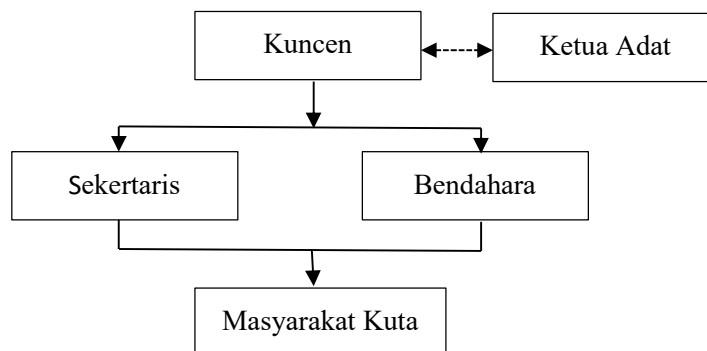 Kuncen
Ketua Adat
Sekertaris
Bendahara
Masyarakat Kuta